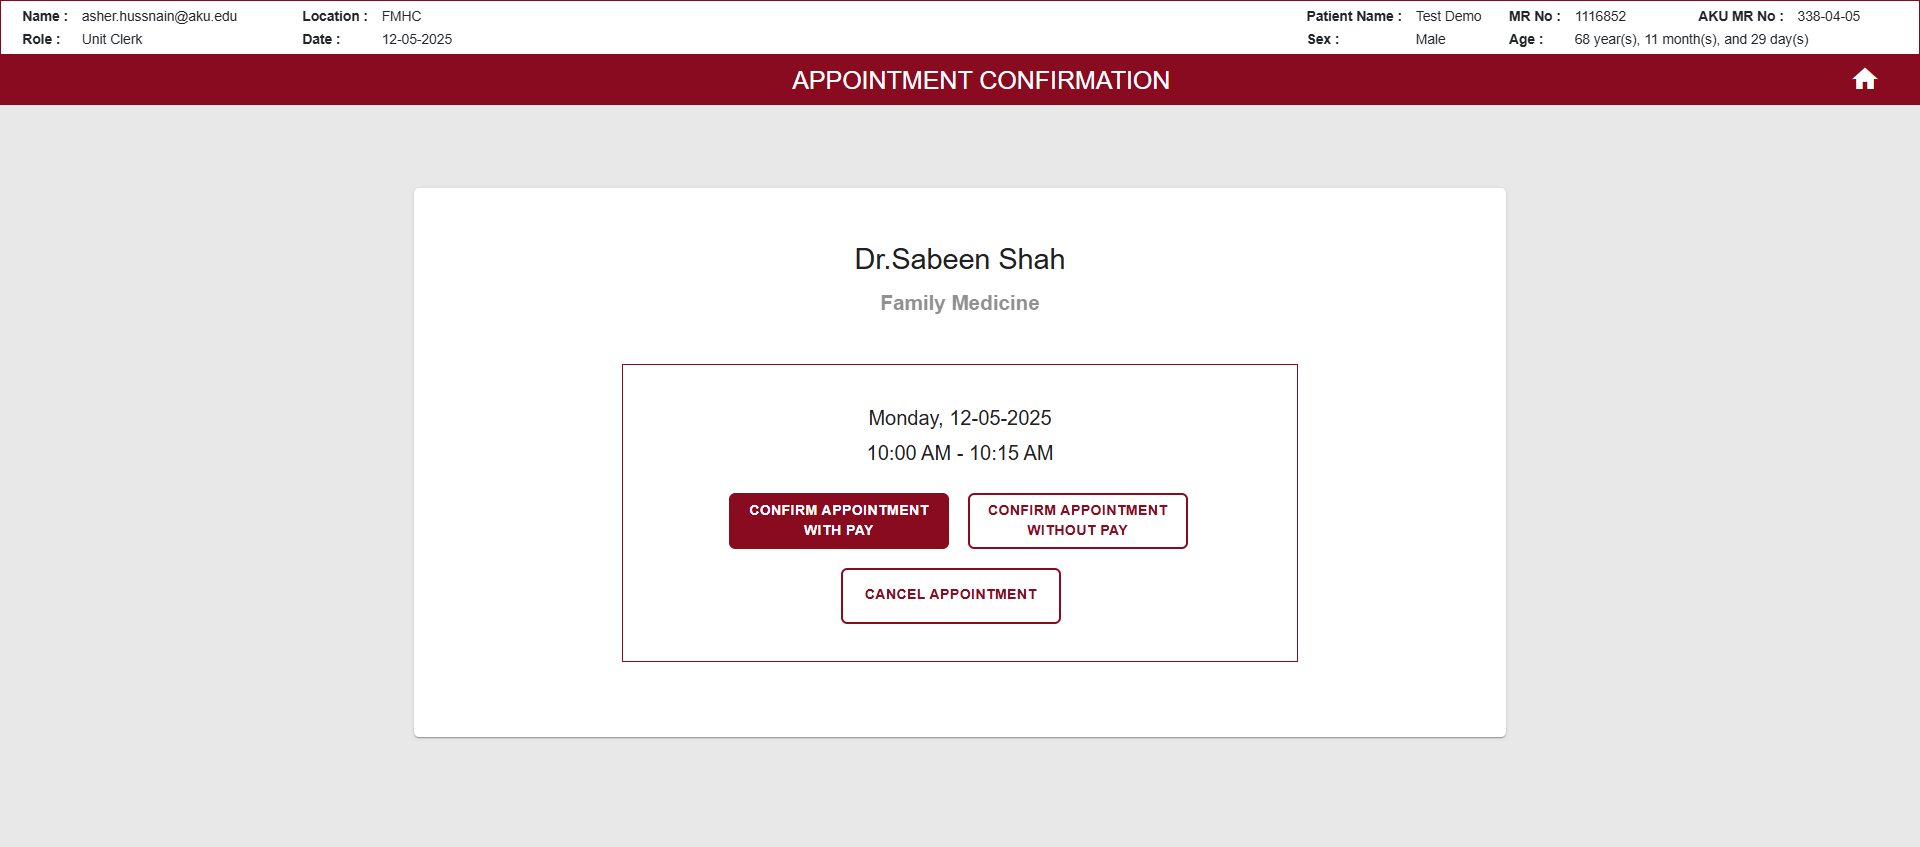 Name : asher.hussnain@aku.edu Location : FMHC Patient Name : Test Demo MR No : 1116852 AKU MR No : 338-04-05
Role : Unit Clerk Date : 12-05-2025 Sex : Male Age : 68 year(s), 11 month(s), and 29 day(s)
APPOINTMENT CONFIRMATION
Dr.Sabeen Shah
Family Medicine
Monday, 12-05-2025
10:00 AM - 10:15 AM
CONFIRM APPOINTMENT
WITH PAY
CONFIRM APPOINTMENT
WITHOUT PAY
CANCEL APPOINTMENT